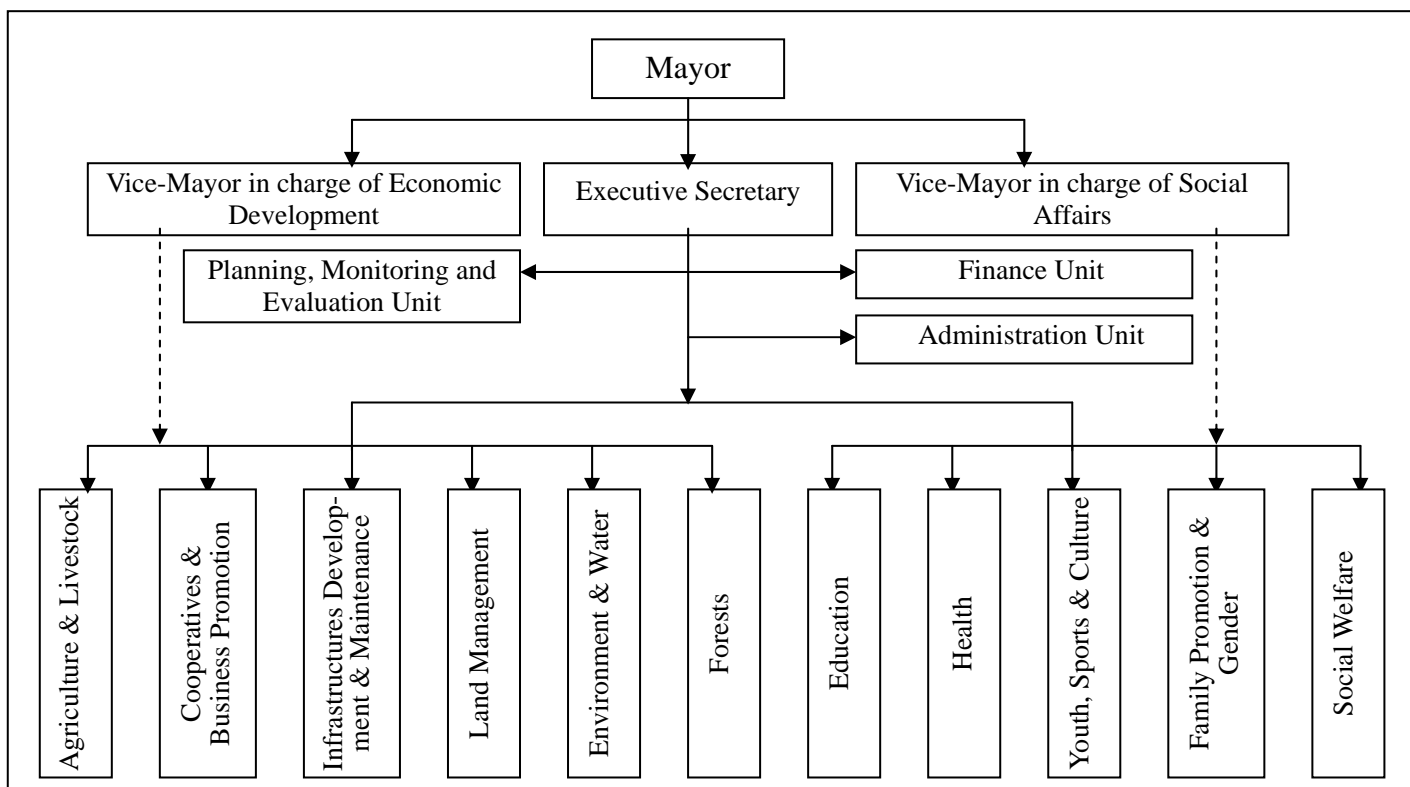 Mayor
Vice-Mayor in charge of Economic
Development
Executive Secretary
Vice-Mayor in charge of Social
Affairs
Planning, Monitoring and
Evaluation Unit
Finance Unit
Administration Unit
Agriculture & Livestock
Cooperatives &
Business Promotion
Infrastructures Develop-
ment & Maintenance
Land Management
Environment & Water
Forests
Education
Health
Youth, Sports & Culture
Family Promotion &
Gender
Social Welfare